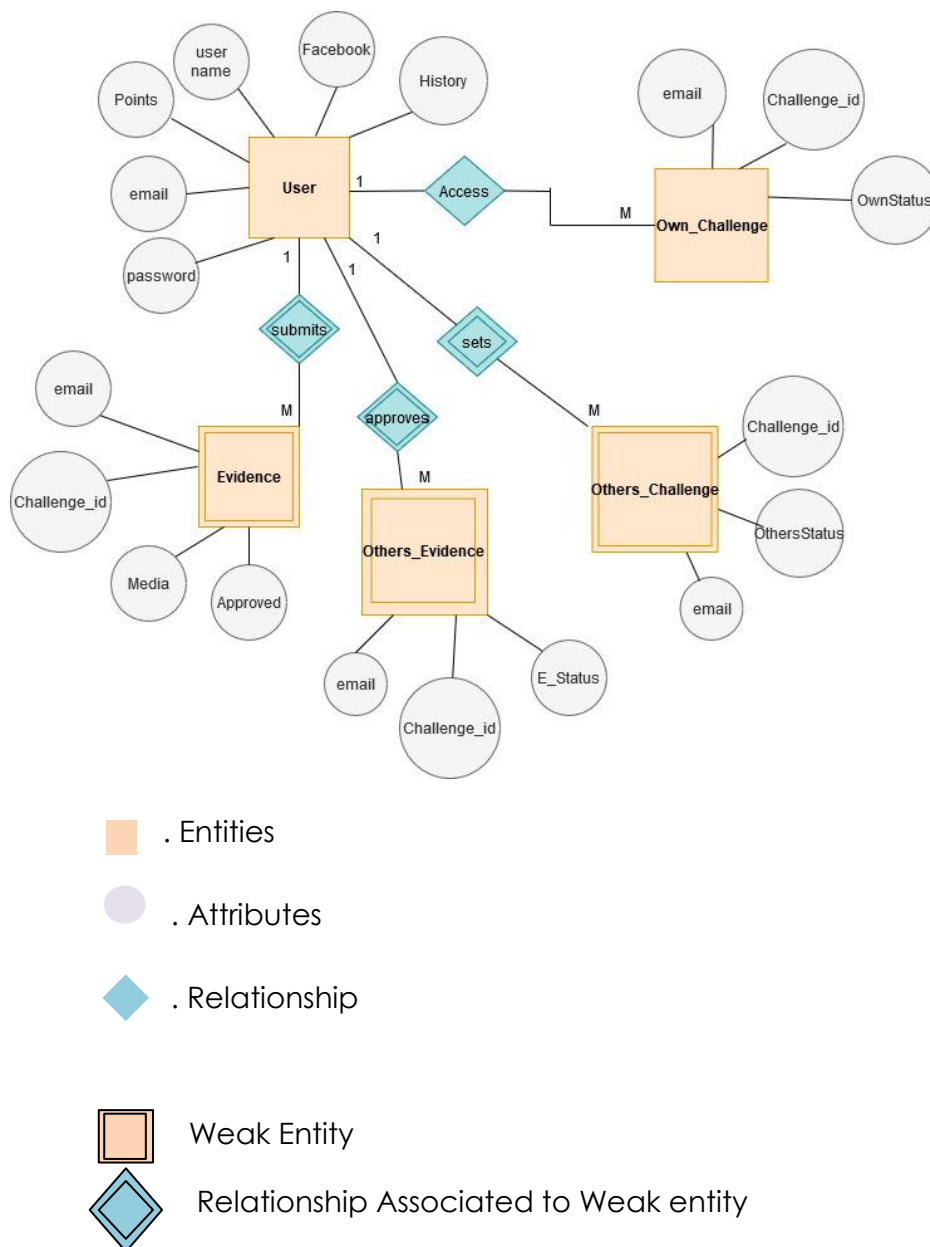 Facebook
user
name
History
Points
email
Challenge_id
User
1
Access
email
M
Own_Challenge
OwnStatus
password
1
1
1
submits
sets
email
M
approves
M
Challenge_id
Evidence
Challenge_id
M
Others_Challenge
Others_Evidence
OthersStatus
Media
Approved
email
email
E_Status
Challenge_id
. Entities
. Attributes
. Relationship
Weak Entity
Relationship Associated to Weak entity